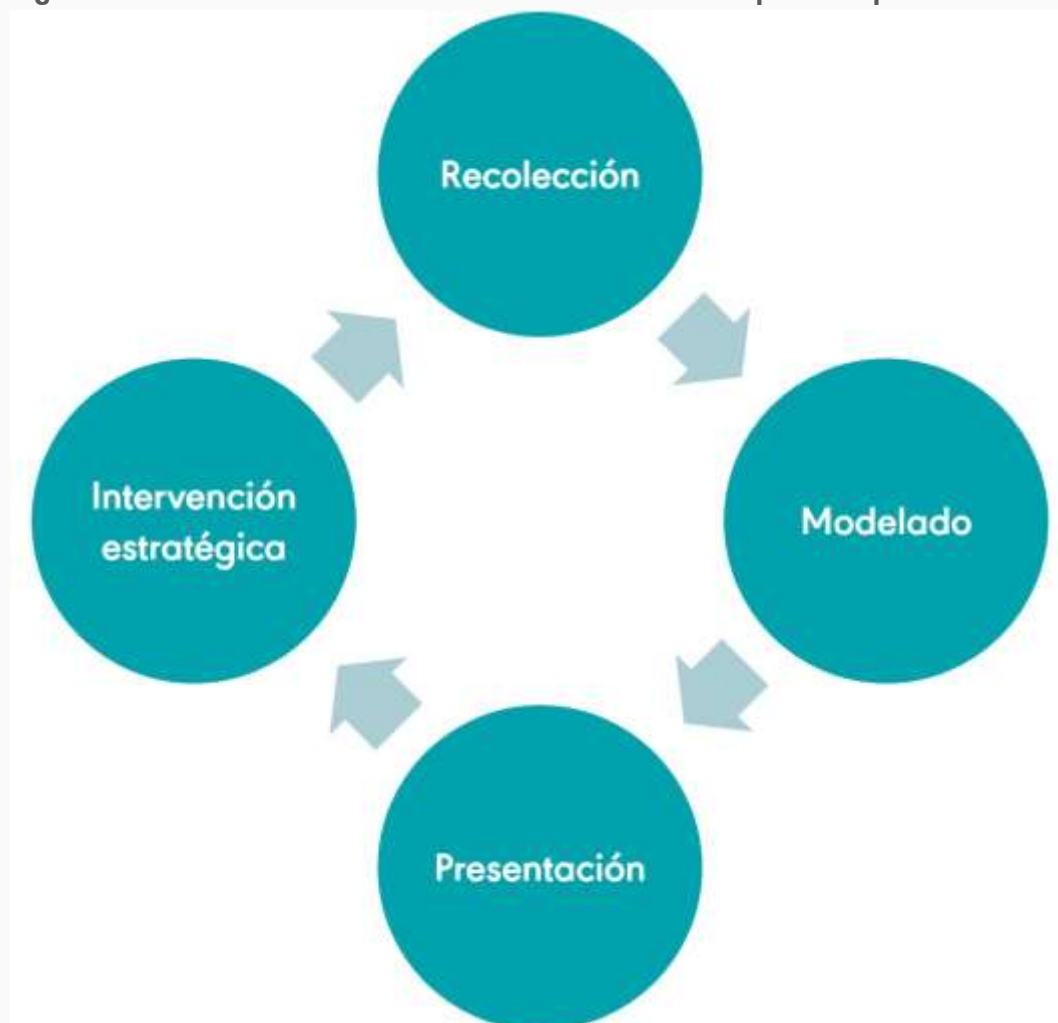 Recolección
Modelado
Presentación
Intervención
estratégica